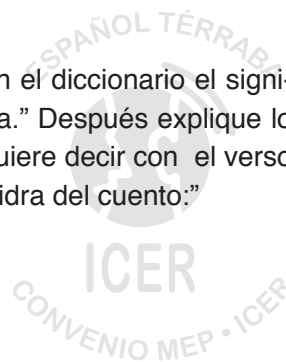 ESPAÑOL TÉRRABA
n el diccionario el signi-
a.” Después explique lo
uiere decir con el verso
idra del cuento:”
ICER
CONVENIO MEP • ICER